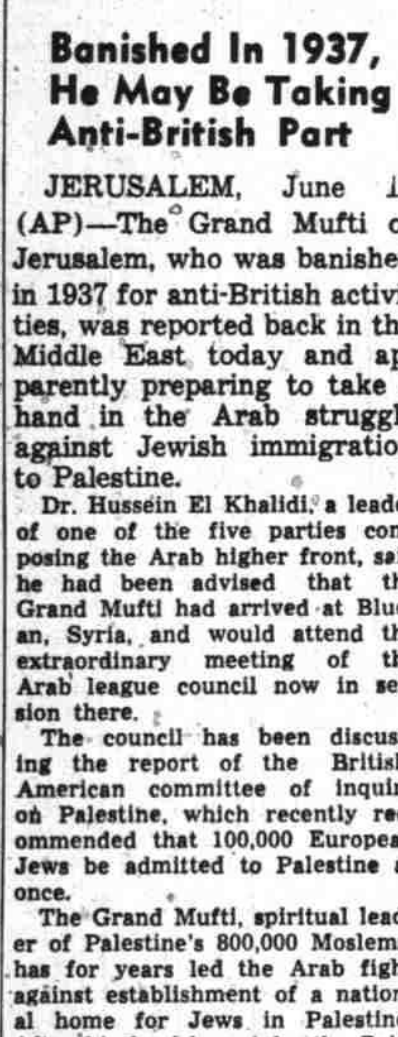 Banished In 1937,
He May Be Taking
Anti-British Part
JERUSALEM, June
(AP)—The Grand Mufti o
Jerusalem, who was banishe
in 1937 for anti-British activi
ties, was reported back in th
Middle East today and ap
parently preparing to take
hand in the Arab struggl
against Jewish immigratio
to Palestine.
Dr. Hussein El Khalidi, a leade
of one of the five parties com
posing the Arab higher front, sai
he had been advised that th
Grand Mufti had arrived at Blu
an, Syria, and would attend th
extraordinary meeting of th
Arab league council now in se
sion there.
The council has been discus
ing the report of the British
American committee of inquir
on Palestine, which recently re
ommended that 100,000 Europea
Jews be admitted to Palestine a
once.
The Grand Mufti, spiritual lead
er of Palestine's 800,000 Moslem
has for years led the Arab figh
against establishment of a nation
al home for Jews in Palestine